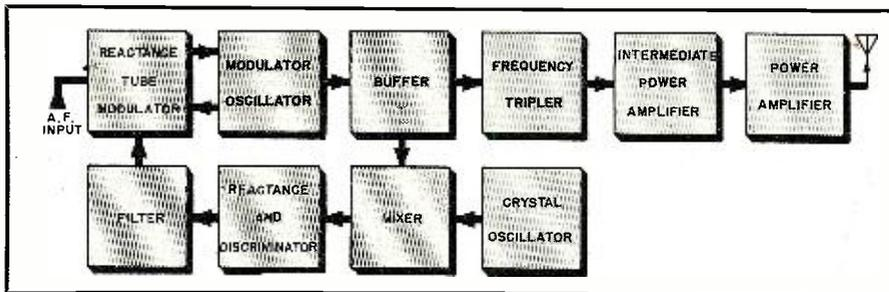 REACTANCE
TUBE
MODULATOR
MODULATOR
OSCILLATOR
BUFFER
FREQUENCY
TRIPLER
INTERMEDIATE
POWER
AMPLIFIER
POWER
AMPLIFIER
A.F.
INPUT
FILTER
REACTANCE
AND
DISCRIMINATOR
MIXER
CRYSTAL
OSCILLATOR